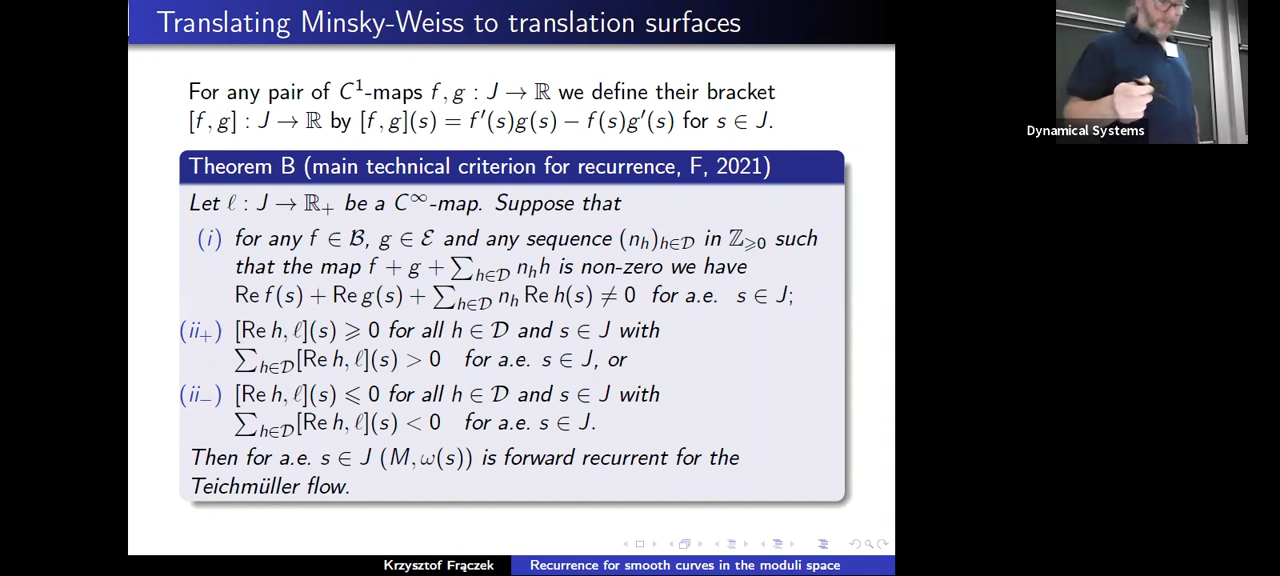 Translating Minsky-Weiss to translation surfaces
For any pair of C¹-maps f, g : J → ℝ we define their bracket
[f, g] : J → ℝ by [f, g](s) = f′(s)g(s) − f(s)g′(s) for s ∈ J.
Theorem B (main technical criterion for recurrence, F, 2021)
Let ℓ : J → ℝ₊ be a C^∞-map. Suppose that
(i) for any f ∈ ℬ, g ∈ ℰ and any sequence (n_h)_{h∈𝒟} in ℤ_{⩾0} such
that the map f + g + ∑_{h∈𝒟} n_h h is non-zero we have
Re f(s) + Re g(s) + ∑_{h∈𝒟} n_h Re h(s) ≠ 0 for a.e. s ∈ J;
(ii₊) [Re h, ℓ](s) ⩾ 0 for all h ∈ 𝒟 and s ∈ J with
∑_{h∈𝒟}[Re h, ℓ](s) > 0 for a.e. s ∈ J, or
(ii₋) [Re h, ℓ](s) ⩽ 0 for all h ∈ 𝒟 and s ∈ J with
∑_{h∈𝒟}[Re h, ℓ](s) < 0 for a.e. s ∈ J.
Then for a.e. s ∈ J (M, ω(s)) is forward recurrent for the
Teichmüller flow.
Krzysztof Frączek Recurrence for smooth curves in the moduli space
Dynamical Systems